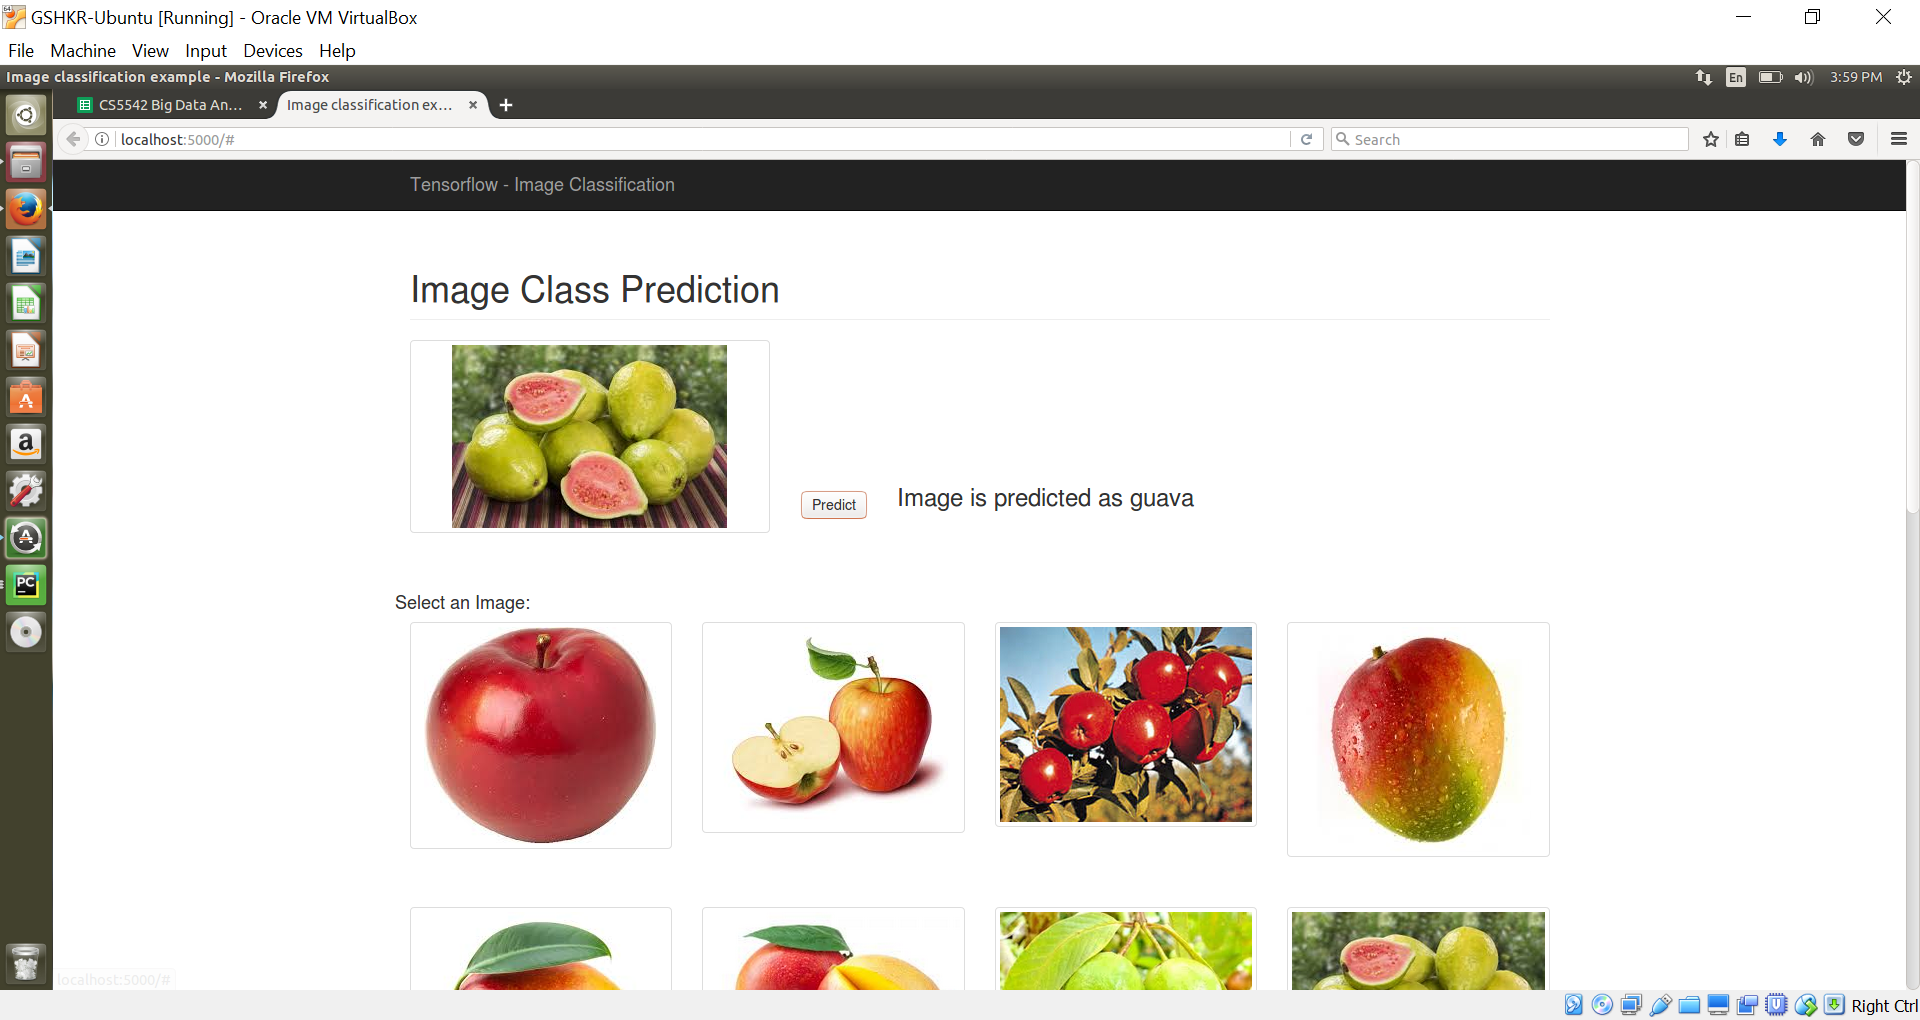 GSHKR-Ubuntu [Running] - Oracle VM VirtualBox
File Machine View Input Devices Help
Image classification example - Mozilla Firefox
En
3:59 PM
CS5542 Big Data An...
Image classification ex...
localhost:5000/#
Search
Tensorflow - Image Classification
Image Class Prediction
Predict
Image is predicted as guava
Select an Image:
PC
localhost:5000/#
Right Ctrl